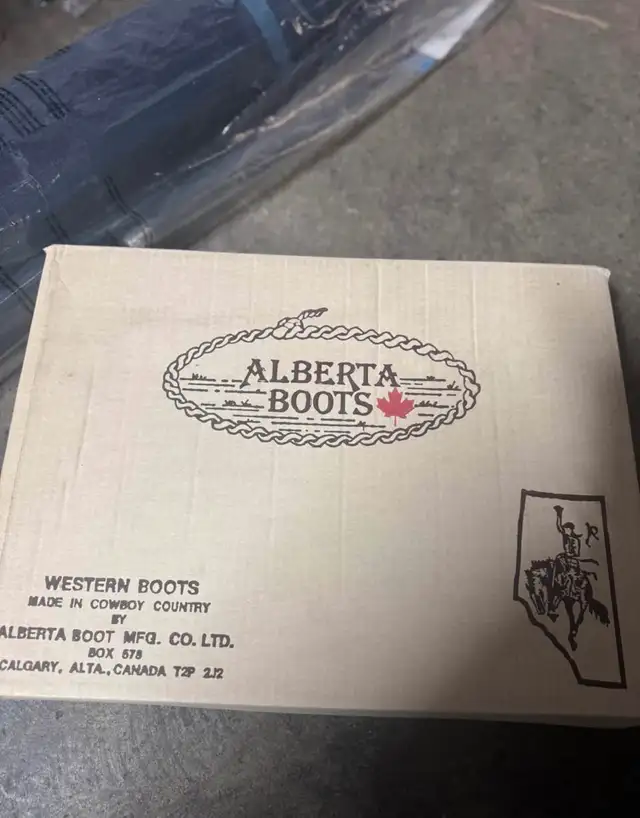 ALBERTA
BOOTS
WESTERN BOOTS
MADE IN COWBOY COUNTRY
BY
ALBERTA BOOT MFG. CO. LTD.
BOX 678
CALGARY, ALTA., CANADA T2P 2J2